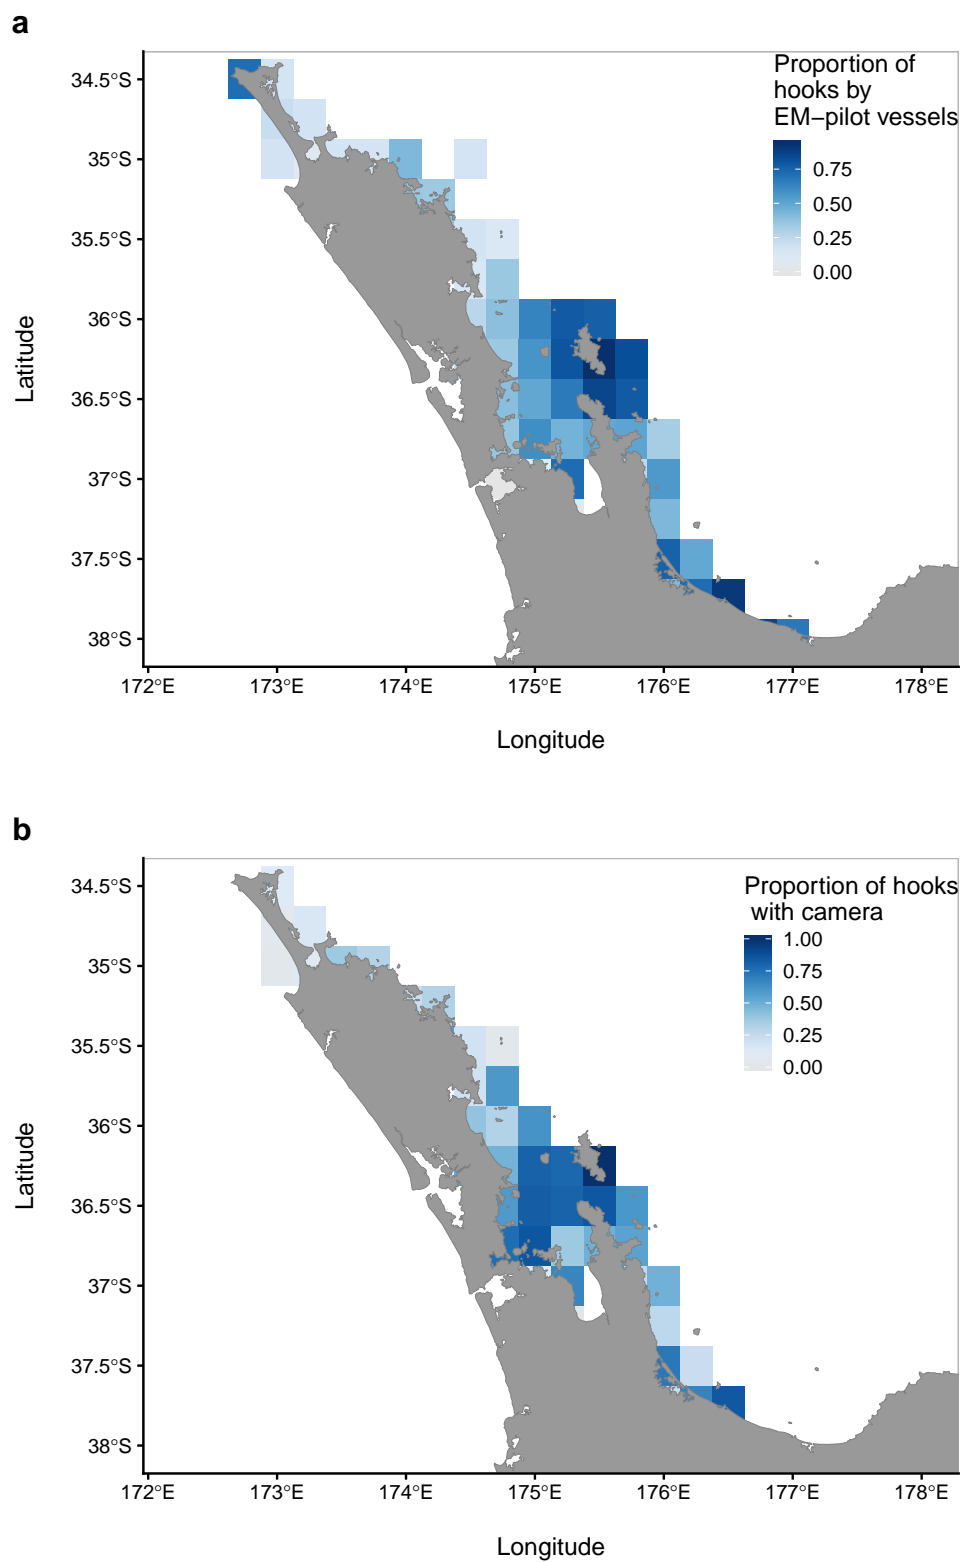 a
Proportion of
hooks by
EM−pilot vessels
0.75
0.50
0.25
0.00
34.5°S
35°S
35.5°S
36°S
36.5°S
37°S
37.5°S
38°S
Latitude
172°E 173°E 174°E 175°E 176°E 177°E 178°E
Longitude
b
Proportion of hooks
with camera
1.00
0.75
0.50
0.25
0.00
34.5°S
35°S
35.5°S
36°S
36.5°S
37°S
37.5°S
38°S
Latitude
172°E 173°E 174°E 175°E 176°E 177°E 178°E
Longitude